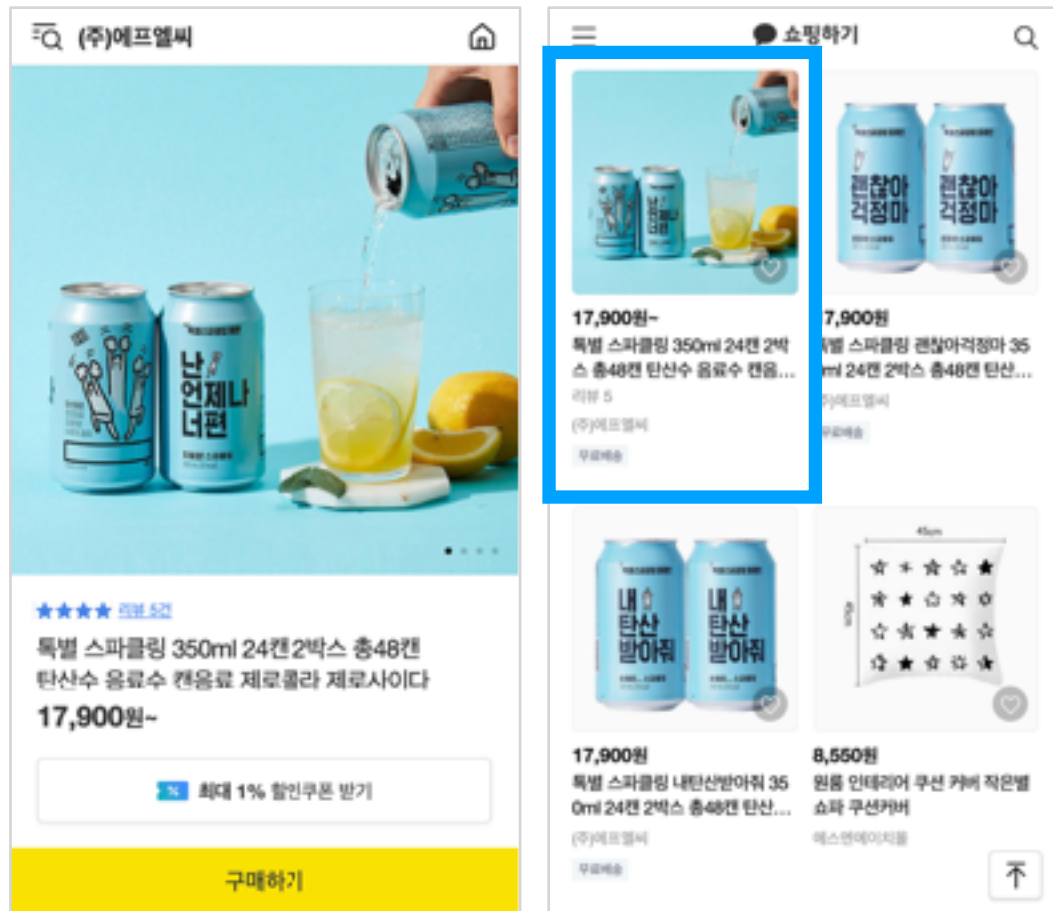 (주)에프엘씨
난
언제나
너편
리뷰 5건
특별 스파클링 350ml 24캔 2박스 총48캔
탄산수 음료수 캔음료 제로콜라 제로사이다
17,900원~
% 최대 1% 할인쿠폰 받기
구매하기
쇼핑하기
난
언제나
너편
17,900원~
특별 스파클링 350ml 24캔 2박
스 총48캔 탄산수 음료수 캔음...
리뷰 5
(주)에프엘씨
무료배송
괜찮아
걱정마
괜찮아
걱정마
7,900원
별 스파클링 괜찮아걱정마 35
ml 24캔 2박스 총48캔 탄산...
주)에프엘씨
무료배송
내
탄산
받아줘
내
탄산
받아줘
17,900원
특별 스파클링 내탄산받아줘 35
0ml 24캔 2박스 총48캔 탄산...
(주)에프엘씨
무료배송
45cm
45cm
8,550원
원룸 인테리어 쿠션 커버 작은별
쇼파 쿠션커버
에스엔에이치몰